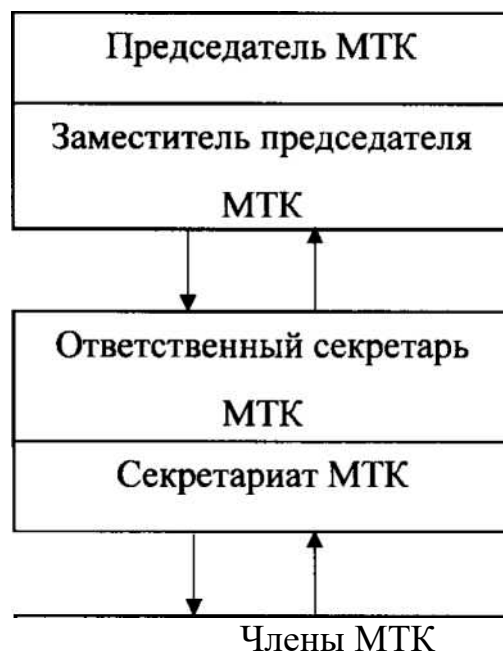 Председатель МТК
Заместитель председателя
МТК
Ответственный секретарь
МТК
Секретариат МТК
Члены МТК